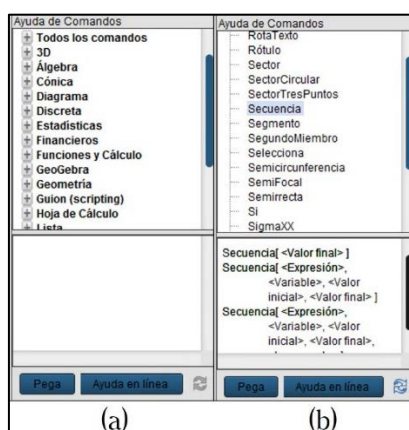 Ayuda de Comandos
Todos los comandos
3D
Álgebra
Cónica
Diagrama
Discreta
Estadísticas
Financieros
Funciones y Cálculo
GeoGebra
Geometría
Guion (scripting)
Hoja de Cálculo
Lista
Pega
Ayuda en línea
(a)
Ayuda de Comandos
RotaTexto
Rótulo
Sector
SectorCircular
SectorTresPuntos
Secuencia
Segmento
SegundoMiembro
Selecciona
Semicircunferencia
SemiFocal
Semirrecta
Si
SigmaXX
Secuencia[ <Valor final> ]
Secuencia[ <Expresión>,
<Variable>, <Valor
inicial>, <Valor final> ]
Secuencia[ <Expresión>,
<Variable>, <Valor
inicial>, <Valor final>,
Pega
Ayuda en línea
(b)